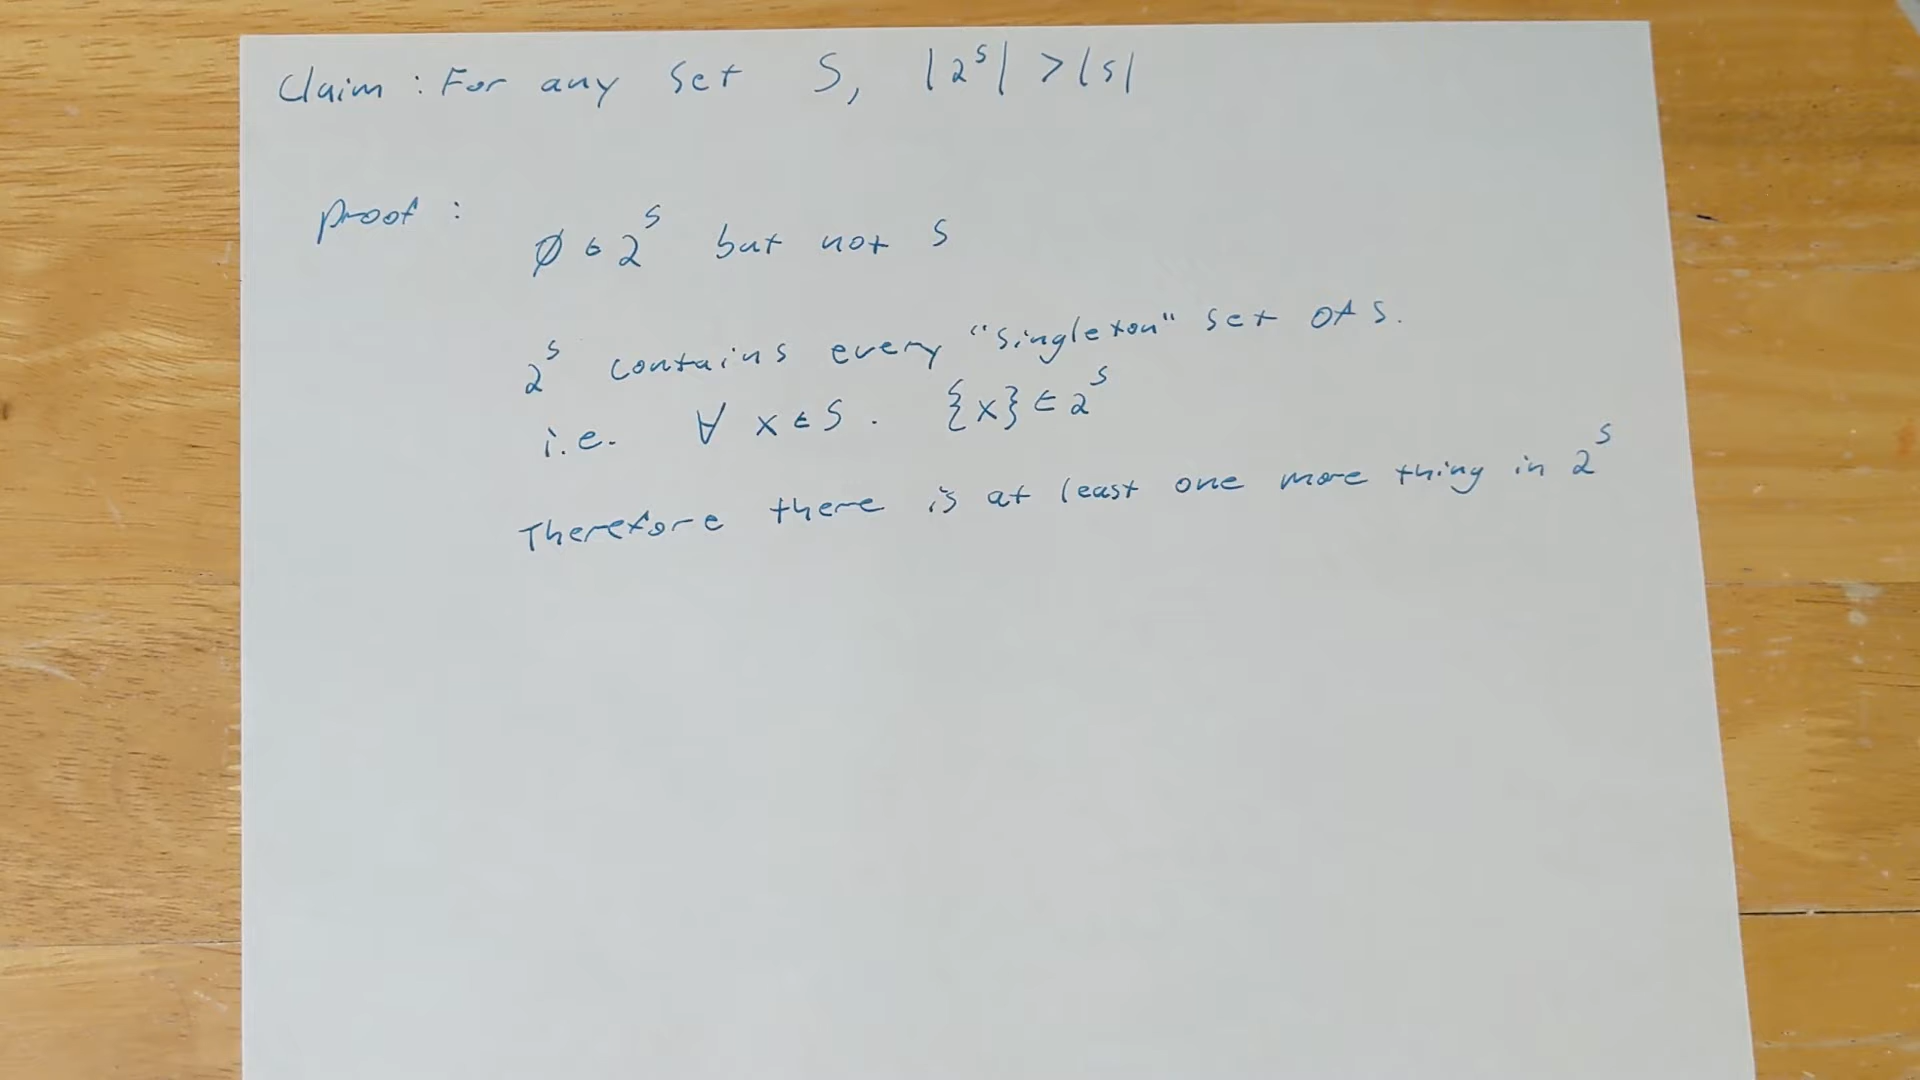 Claim : For any set S, |2^S| > |S|
proof :
∅ ∈ 2^S but not S
2^S contains every "singleton" set of S.
i.e. ∀ x ∈ S . {x} ∈ 2^S
Therefore there is at least one more thing in 2^S